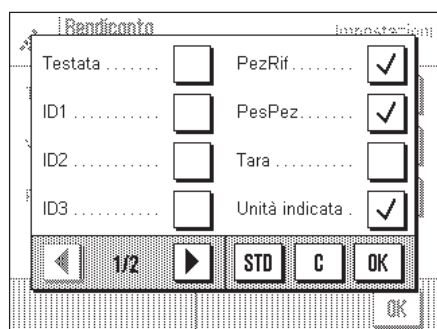 Rendiconto Impostazioni
Testata ....... PezRif........
ID1 ........... PesPez.......
ID2 ........... Tara ..........
ID3 ........... Unità indicata .
1/2 STD C OK
OK